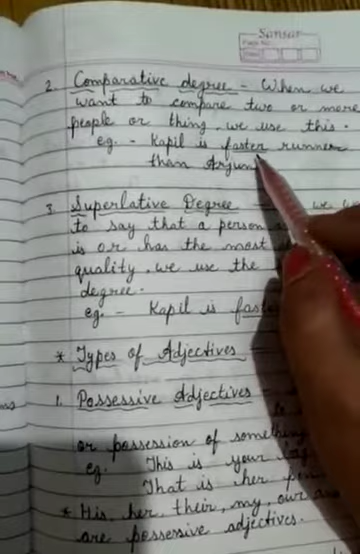 Sansar
2. Comparative degree - When we
want to compare two or more
people or thing, we use this.
eg. - Kapil is faster runner
than Arjun
3. Superlative Degree -
to say that a person
is or has the most
quality, we use the
degree.
eg. - Kapil is
* Types of Adjectives
1. Possessive Adjectives
or possession of something
eg. This is your
That is her
* His, her, their, my, our
are possessive adjectives.